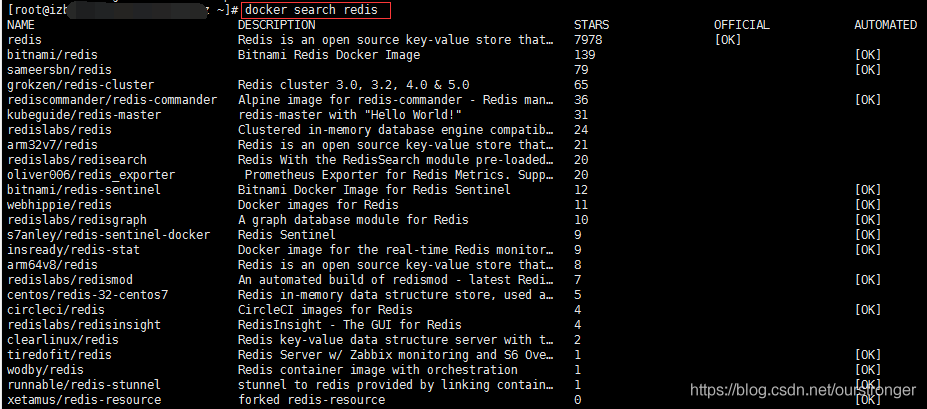 [root@izb z ~]# docker search redis
NAME DESCRIPTION STARS OFFICIAL AUTOMATED
redis Redis is an open source key-value store that… 7978 [OK]
bitnami/redis Bitnami Redis Docker Image 139 [OK]
sameersbn/redis 79 [OK]
grokzen/redis-cluster Redis cluster 3.0, 3.2, 4.0 & 5.0 65
rediscommander/redis-commander Alpine image for redis-commander - Redis man… 36 [OK]
kubeguide/redis-master redis-master with "Hello World!" 31
redislabs/redis Clustered in-memory database engine compatib… 24
arm32v7/redis Redis is an open source key-value store that… 21
redislabs/redisearch Redis With the RedisSearch module pre-loaded… 20
oliver006/redis_exporter Prometheus Exporter for Redis Metrics. Supp… 20
bitnami/redis-sentinel Bitnami Docker Image for Redis Sentinel 12 [OK]
webhippie/redis Docker images for Redis 11 [OK]
redislabs/redisgraph A graph database module for Redis 10 [OK]
s7anley/redis-sentinel-docker Redis Sentinel 9 [OK]
insready/redis-stat Docker image for the real-time Redis monitor… 9 [OK]
arm64v8/redis Redis is an open source key-value store that… 8
redislabs/redismod An automated build of redismod - latest Redi… 7 [OK]
centos/redis-32-centos7 Redis in-memory data structure store, used a… 5
circleci/redis CircleCI images for Redis 4 [OK]
redislabs/redisinsight RedisInsight - The GUI for Redis 4
clearlinux/redis Redis key-value data structure server with t… 2
tiredofit/redis Redis Server w/ Zabbix monitoring and S6 Ove… 1 [OK]
wodby/redis Redis container image with orchestration 1 [OK]
runnable/redis-stunnel stunnel to redis provided by linking contain… 1 [OK]
xetamus/redis-resource forked redis-resource 0 [OK]
https://blog.csdn.net/ourstronger